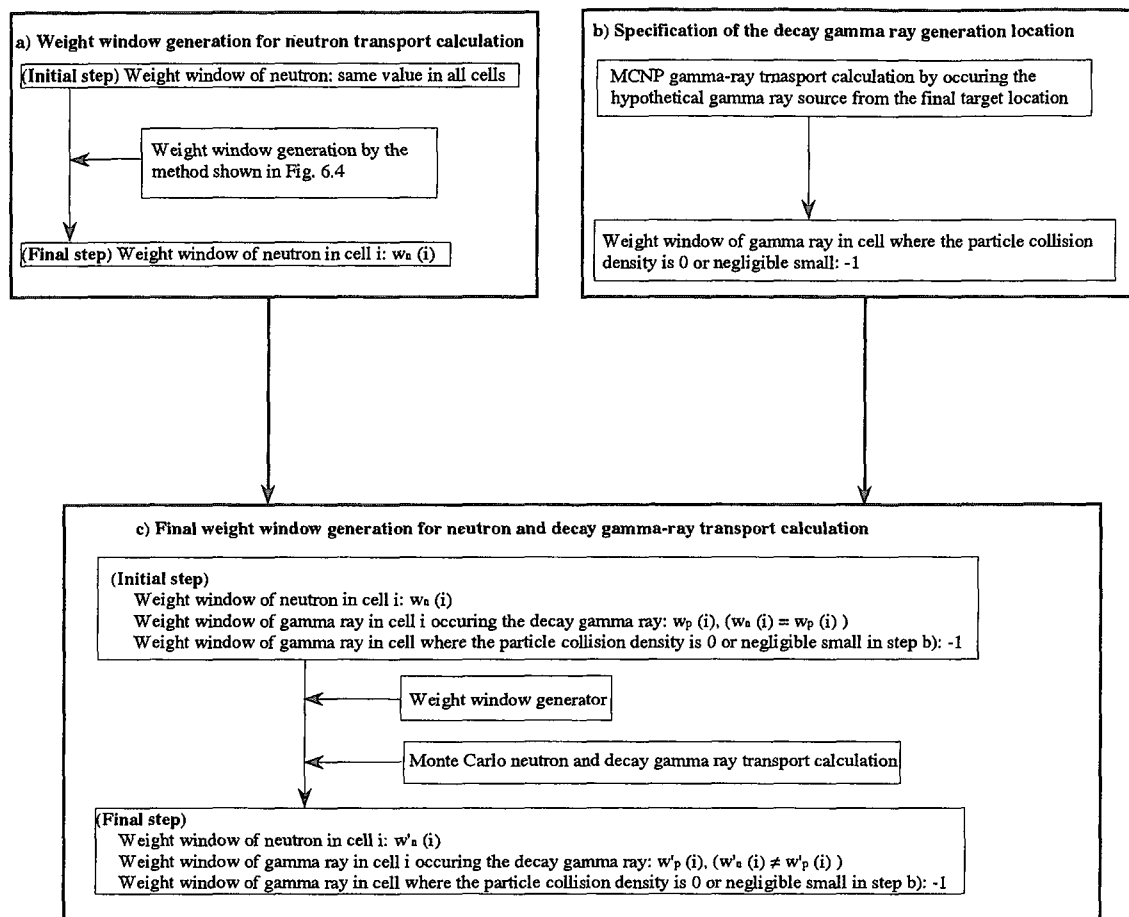 a) Weight window generation for neutron transport calculation
(Initial step) Weight window of neutron: same value in all cells
Weight window generation by the
method shown in Fig. 6.4
(Final step) Weight window of neutron in cell i: wn (i)
b) Specification of the decay gamma ray generation location
MCNP gamma-ray trnasport calculation by occuring the
hypothetical gamma ray source from the final target location
Weight window of gamma ray in cell where the particle collision
density is 0 or negligible small: -1
c) Final weight window generation for neutron and decay gamma-ray transport calculation
(Initial step)
Weight window of neutron in cell i: wn (i)
Weight window of gamma ray in cell i occuring the decay gamma ray: wp (i), (wn (i) = wp (i) )
Weight window of gamma ray in cell where the particle collision density is 0 or negligible small in step b): -1
Weight window generator
Monte Carlo neutron and decay gamma ray transport calculation
(Final step)
Weight window of neutron in cell i: w'n (i)
Weight window of gamma ray in cell i occuring the decay gamma ray: w'p (i), (w'n (i) ≠ w'p (i) )
Weight window of gamma ray in cell where the particle collision density is 0 or negligible small in step b): -1